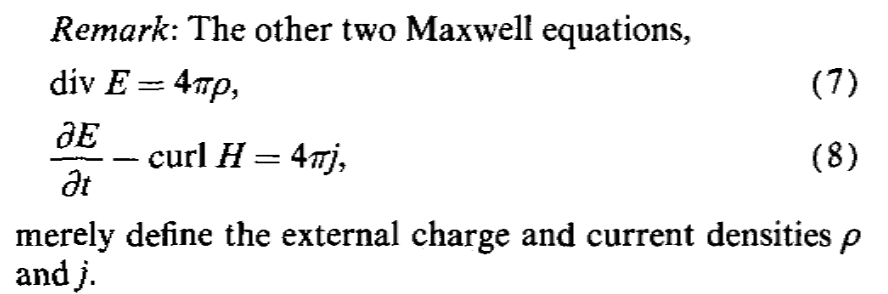 Remark: The other two Maxwell equations,
div E = 4πρ, (7)
∂E/∂t − curl H = 4πj, (8)
merely define the external charge and current densities ρ
and j.